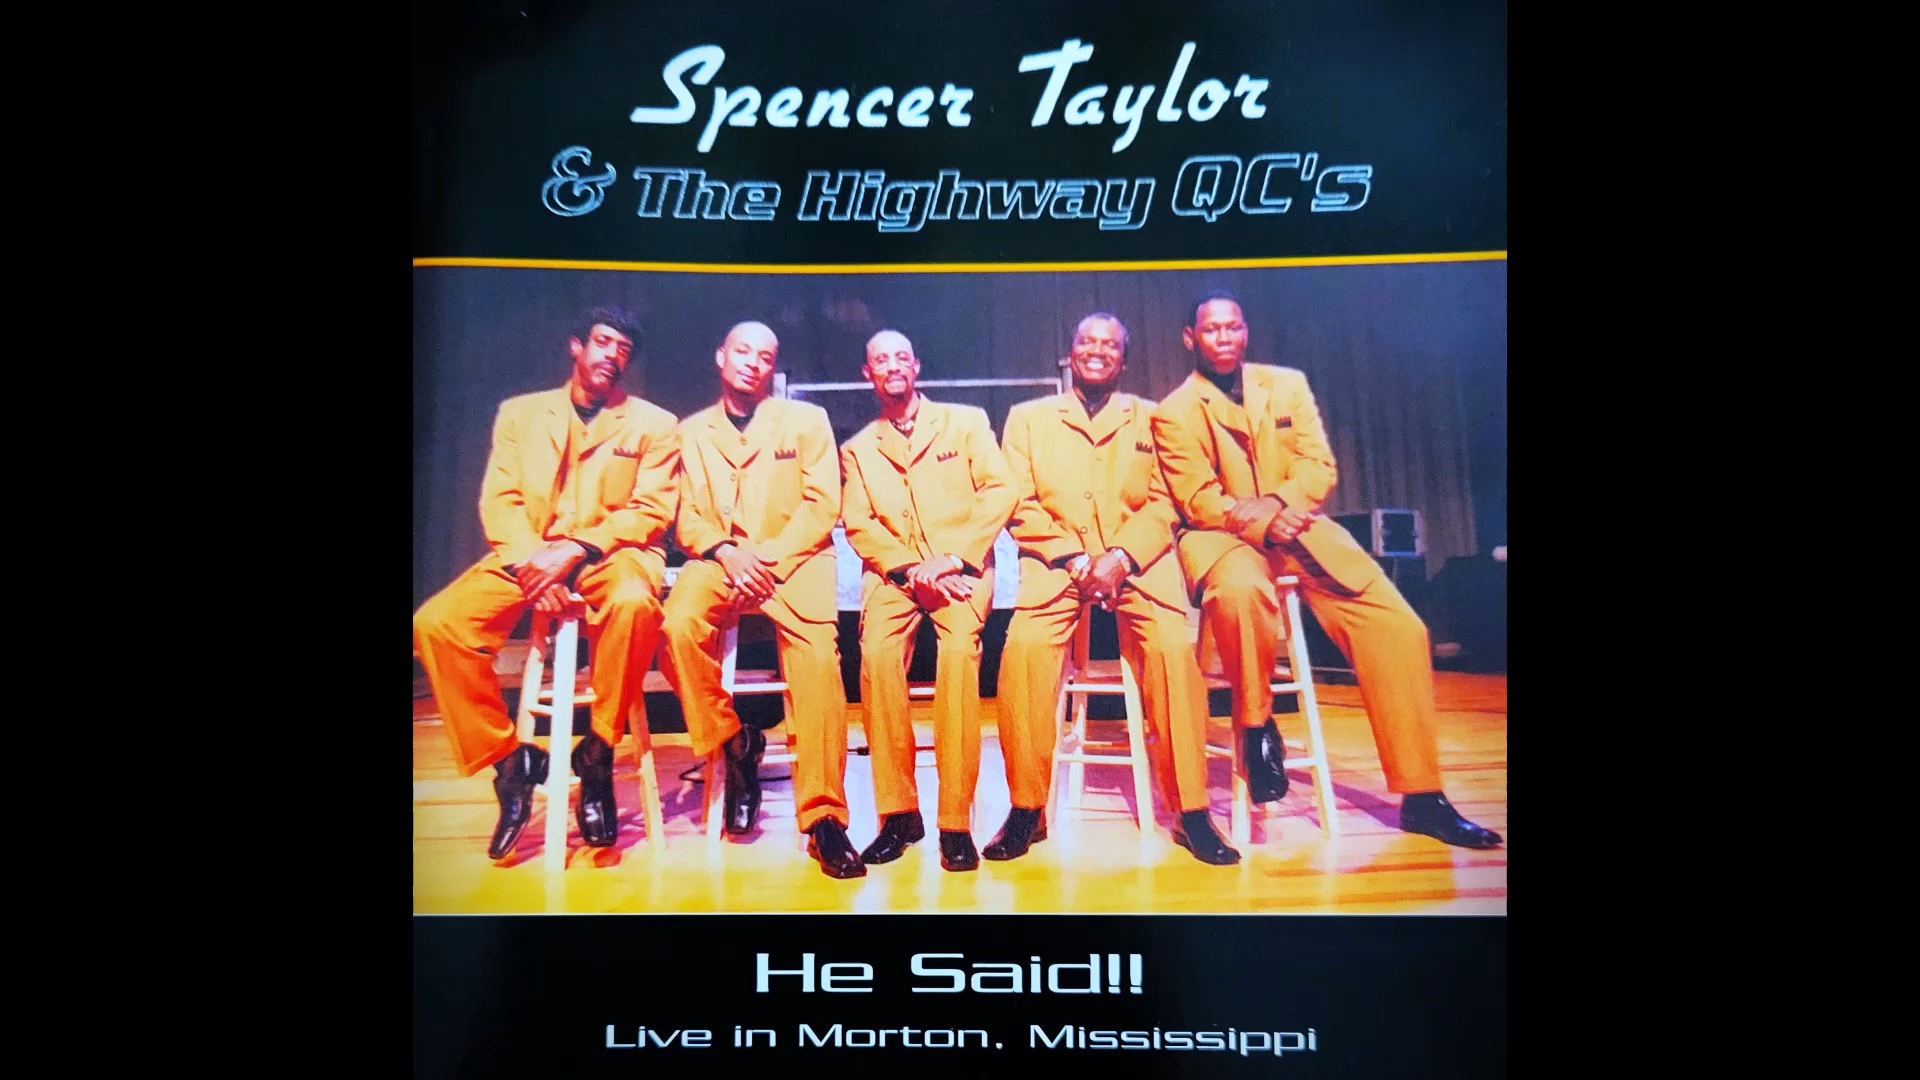 Spencer Taylor
& The Highway QC's
He Said!!
Live in Morton, Mississippi